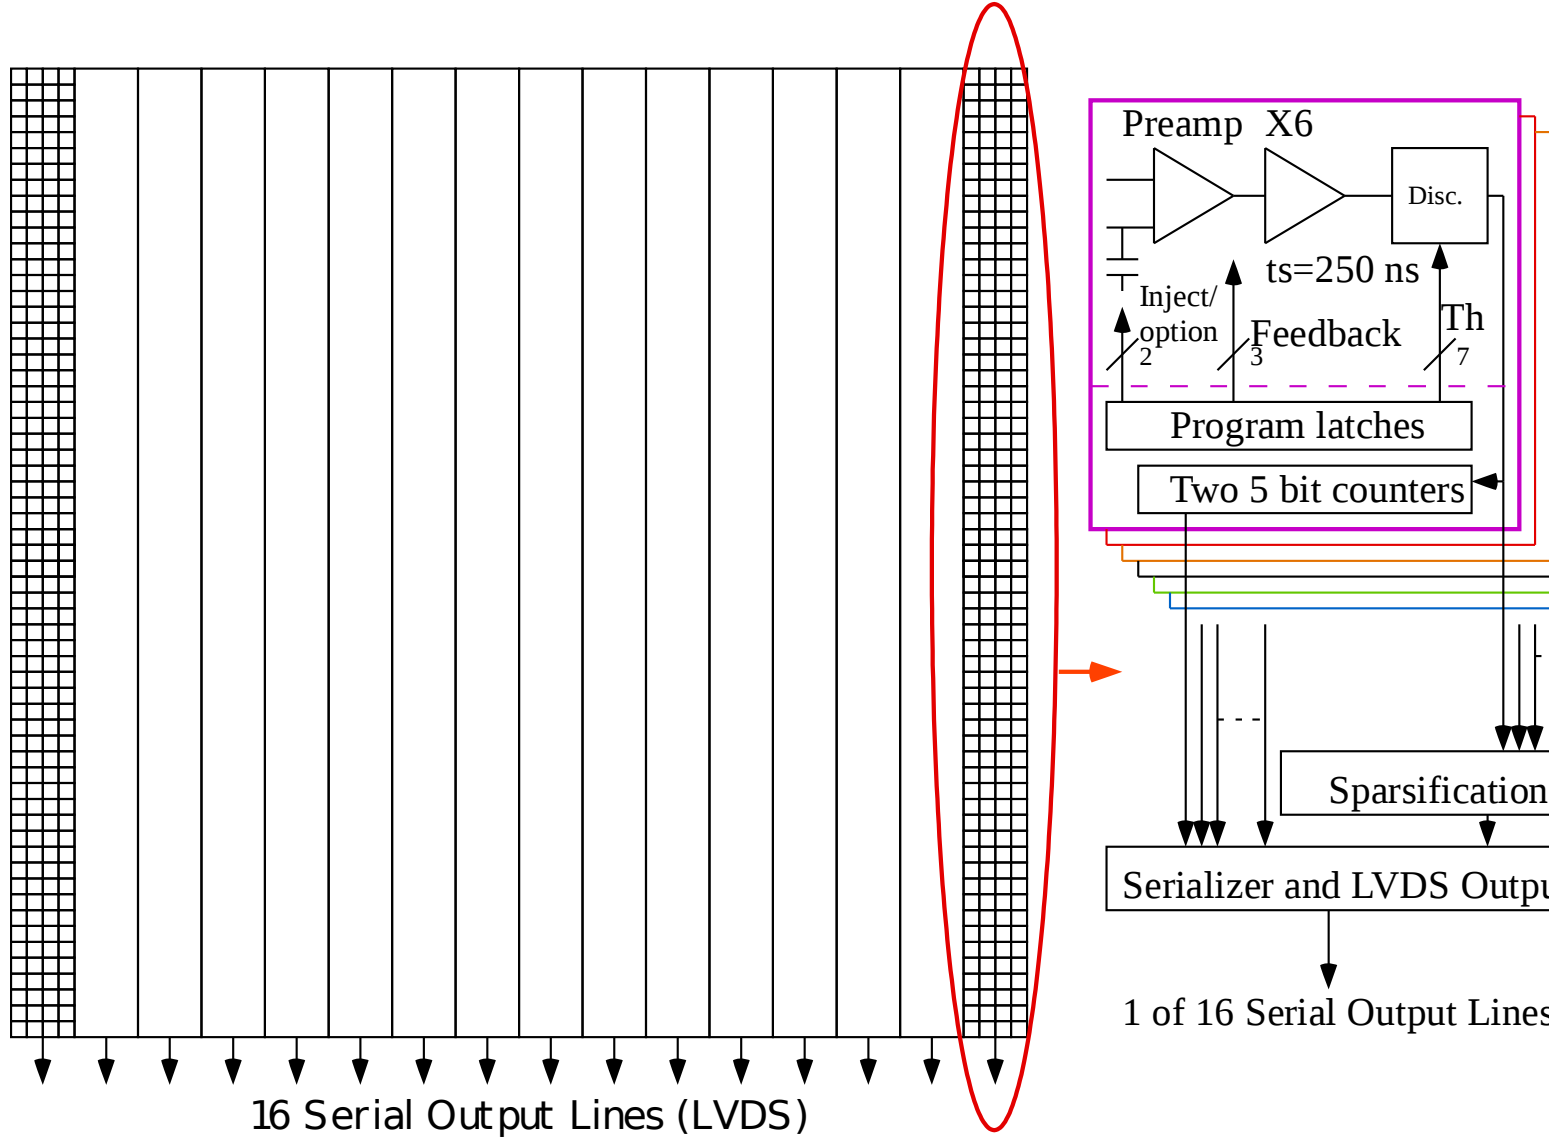 Preamp X6
Disc.
ts=250 ns
Inject/
option
2
Feedback
3
Th
7
Program latches
Two 5 bit counters
Sparsification
Serializer and LVDS Outpu
1 of 16 Serial Output Lines
16 Serial Output Lines (LVDS)